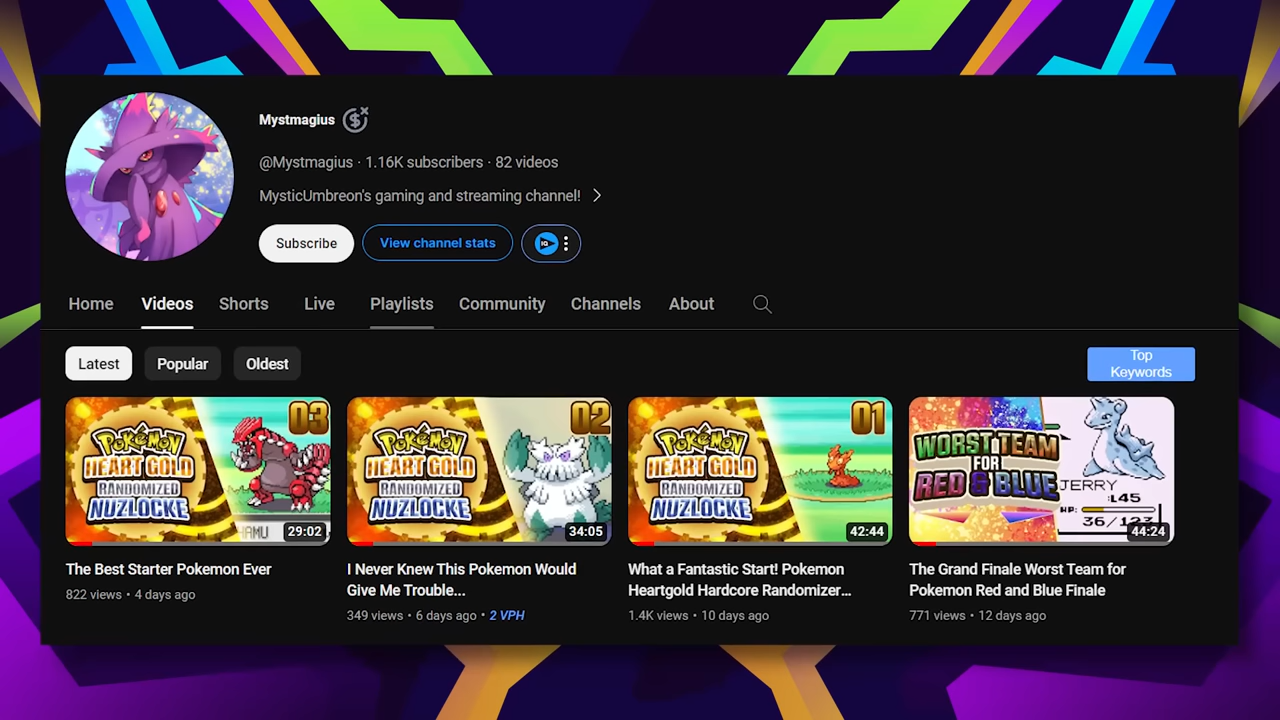 Mystmagius
@Mystmagius · 1.16K subscribers · 82 videos
MysticUmbreon's gaming and streaming channel!
Subscribe
View channel stats
Home
Videos
Shorts
Live
Playlists
Community
Channels
About
Latest
Popular
Oldest
Top
Keywords
03
POKéMON
HEART GOLD
RANDOMIZED
NUZLOCKE
29:02
02
POKéMON
HEART GOLD
RANDOMIZED
NUZLOCKE
34:05
01
POKéMON
HEART GOLD
RANDOMIZED
NUZLOCKE
42:44
WORST TEAM
FOR
RED & BLUE
JERRY
:L45
HP:
44:24
The Best Starter Pokemon Ever
822 views • 4 days ago
I Never Knew This Pokemon Would
Give Me Trouble...
349 views • 6 days ago • 2 VPH
What a Fantastic Start! Pokemon
Heartgold Hardcore Randomizer...
1.4K views • 10 days ago
The Grand Finale Worst Team for
Pokemon Red and Blue Finale
771 views • 12 days ago